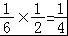 1/6 × 1/2 = 1/4